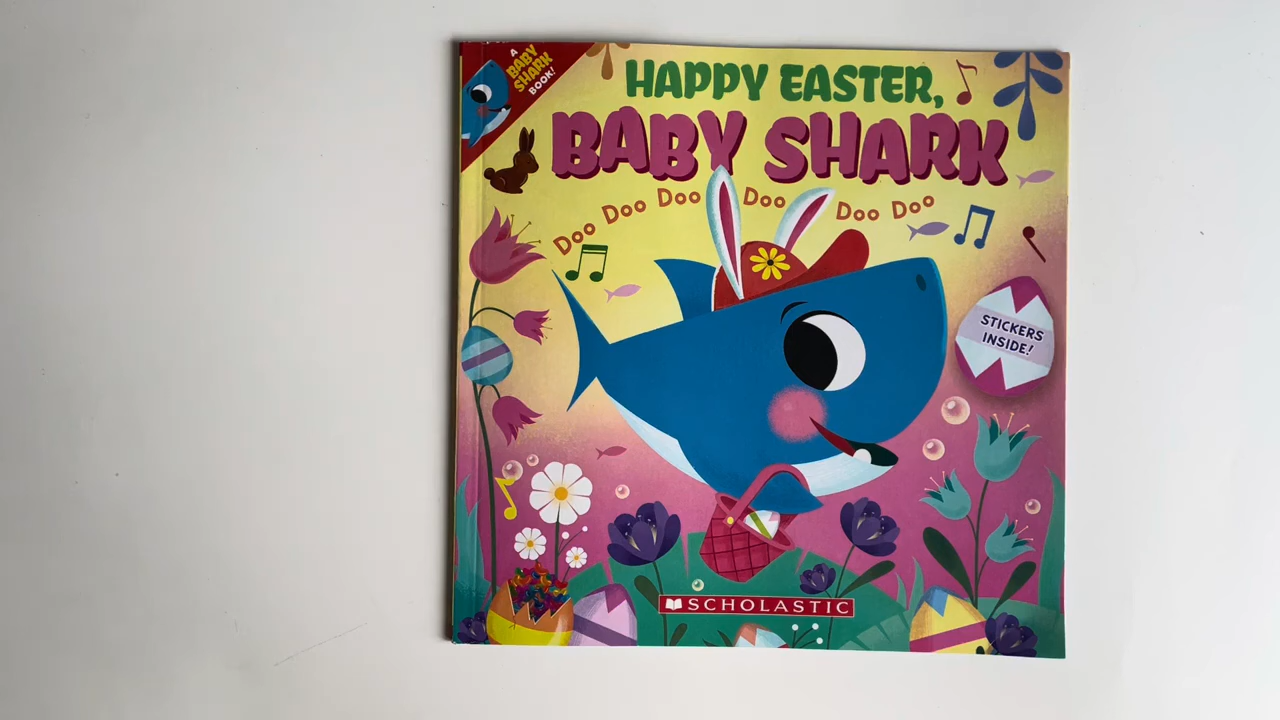 A
BABY
SHARK
BOOK!
HAPPY EASTER,
BABY SHARK
Doo Doo Doo Doo Doo Doo
STICKERS
INSIDE!
SCHOLASTIC